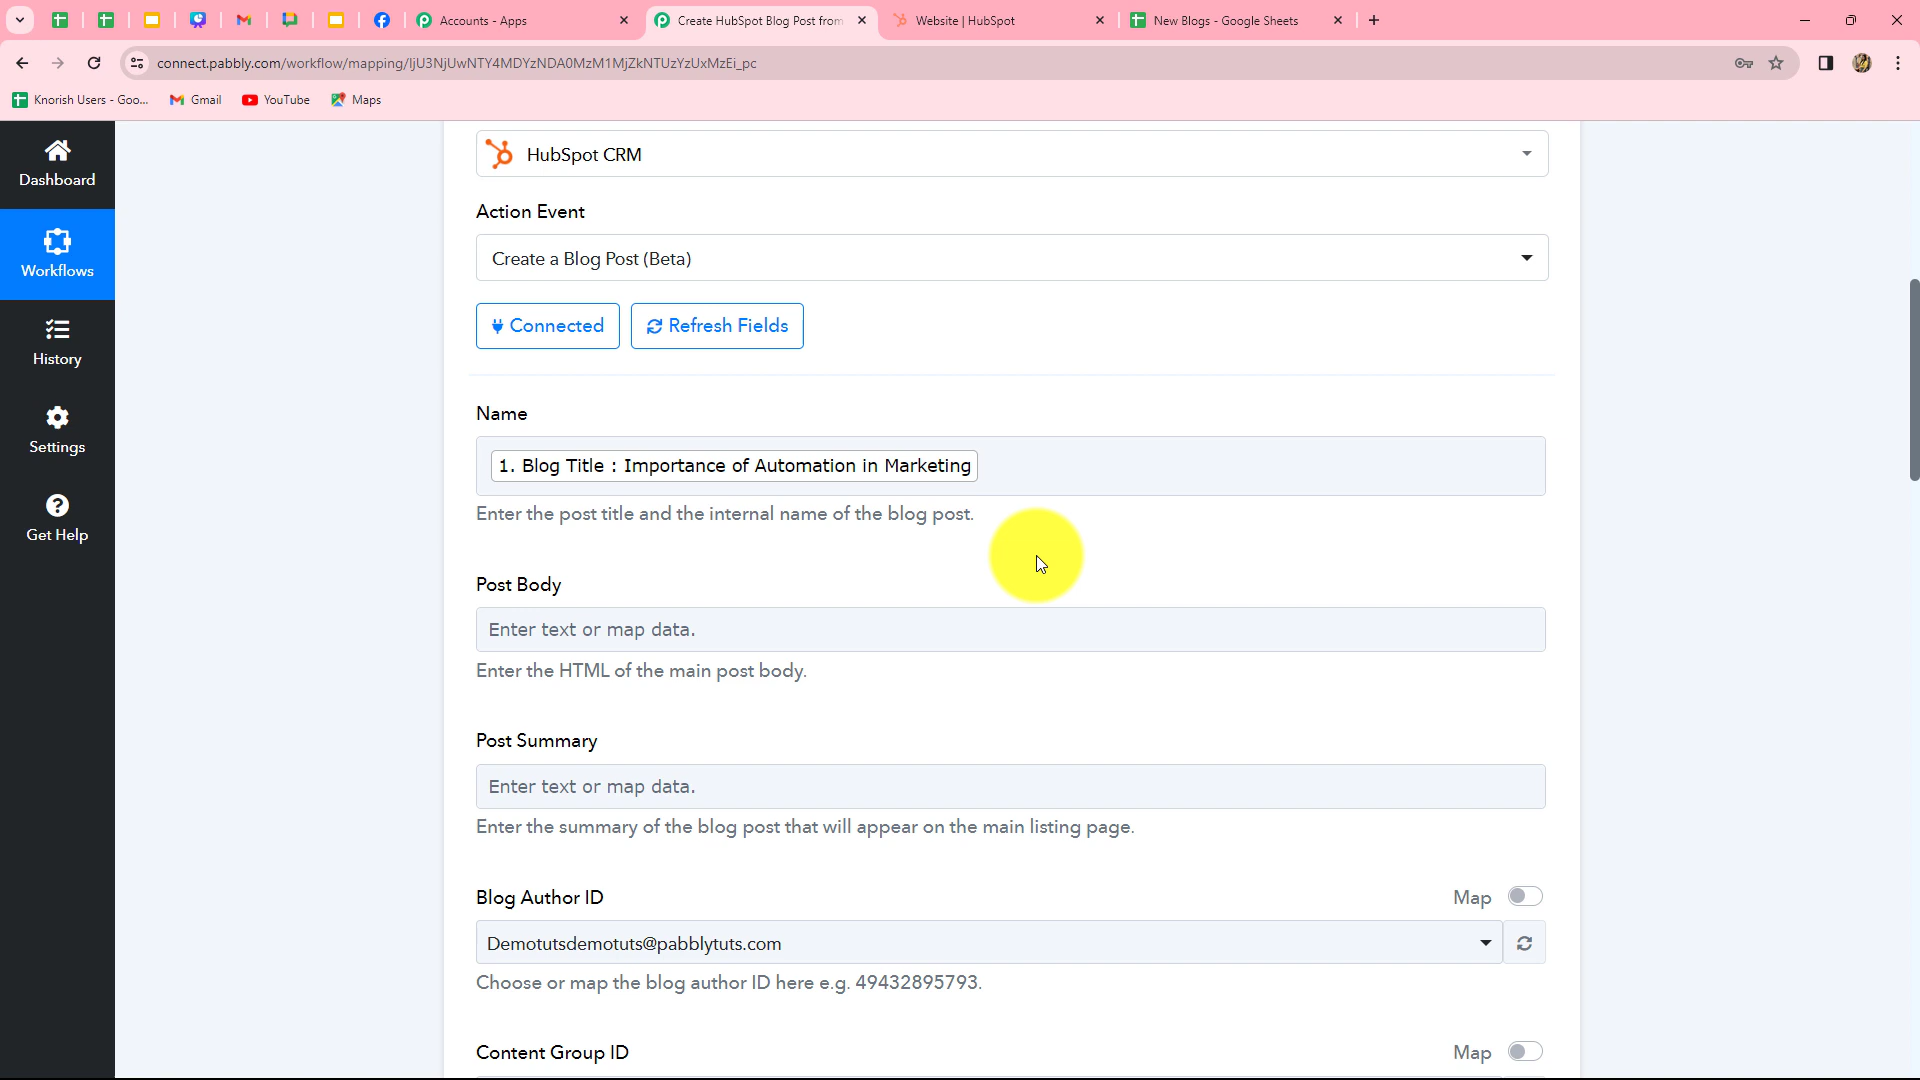 Accounts - Apps
Create HubSpot Blog Post from
Website | HubSpot
New Blogs - Google Sheets
connect.pabbly.com/workflow/mapping/IjU3NjUwNTY4MDYzNDA0MzM1MjZkNTUzYzUxMzEi_pc
Knorish Users - Goo...
Gmail
YouTube
Maps
Dashboard
Workflows
History
Settings
Get Help
HubSpot CRM
Action Event
Create a Blog Post (Beta)
Connected
Refresh Fields
Name
1. Blog Title : Importance of Automation in Marketing
Enter the post title and the internal name of the blog post.
Post Body
Enter text or map data.
Enter the HTML of the main post body.
Post Summary
Enter text or map data.
Enter the summary of the blog post that will appear on the main listing page.
Blog Author ID
Map
Demotutsdemotuts@pabblytuts.com
Choose or map the blog author ID here e.g. 49432895793.
Content Group ID
Map